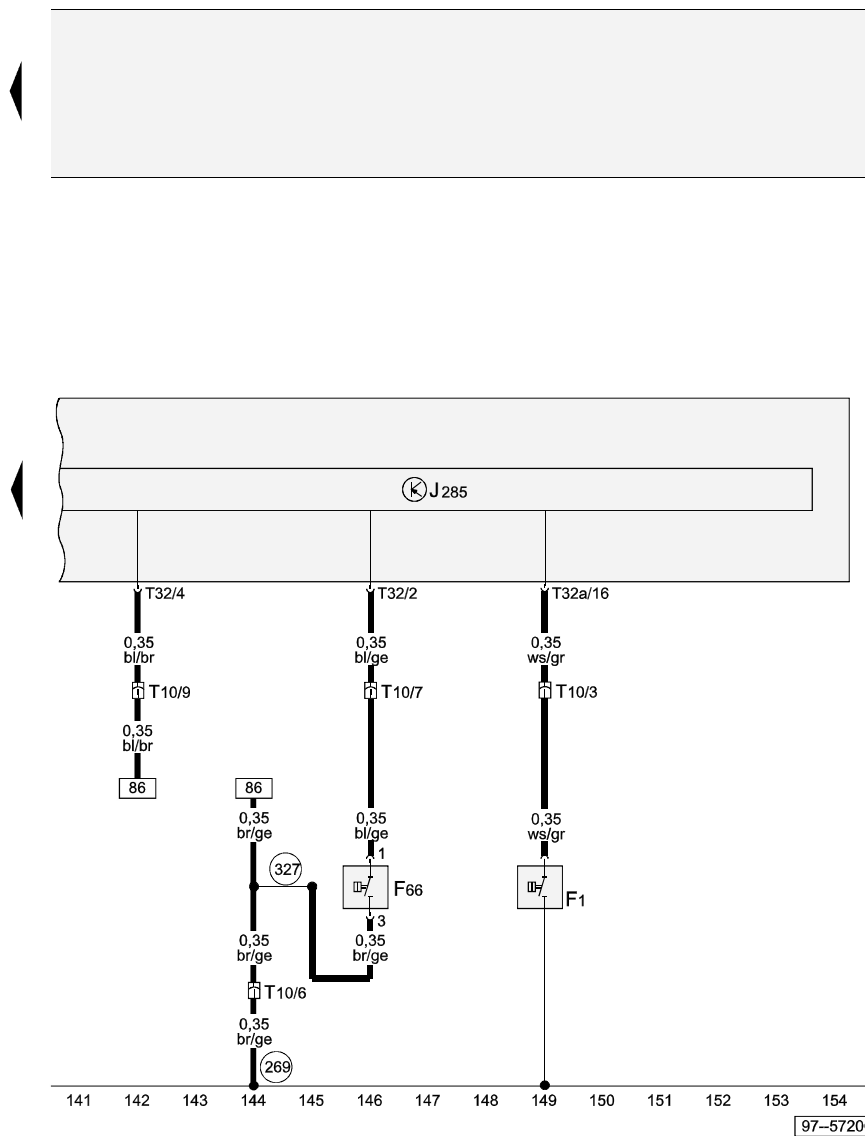 J285
T32/4 T32/2 T32a/16
0,35 0,35 0,35
bl/br bl/ge ws/gr
T10/9 T10/7 T10/3
0,35
bl/br
86 86
0,35 0,35 0,35
br/ge bl/ge ws/gr
1
327
F66 F1
3
0,35 0,35
br/ge br/ge
T10/6
0,35
br/ge
269
141 142 143 144 145 146 147 148 149 150 151 152 153 154
97--5720